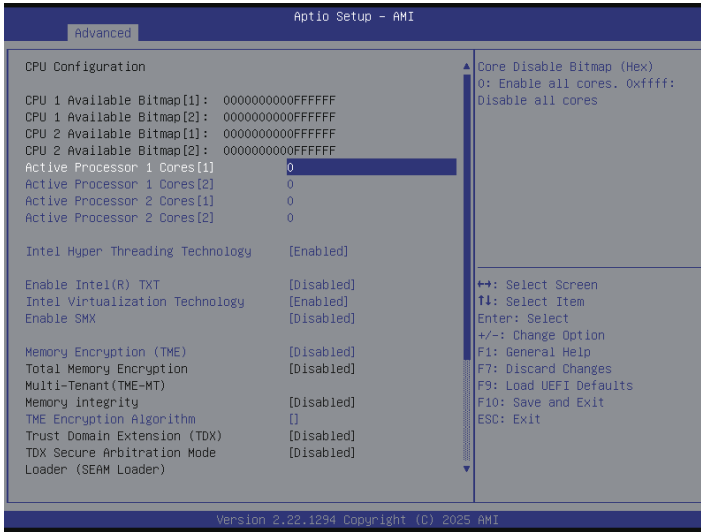 Aptio Setup - AMI
Advanced
CPU Configuration
CPU 1 Available Bitmap[1]: 0000000000FFFFFF
CPU 1 Available Bitmap[2]: 0000000000FFFFFF
CPU 2 Available Bitmap[1]: 0000000000FFFFFF
CPU 2 Available Bitmap[2]: 0000000000FFFFFF
Active Processor 1 Cores[1] 0
Active Processor 1 Cores[2] 0
Active Processor 2 Cores[1] 0
Active Processor 2 Cores[2] 0
Intel Hyper Threading Technology [Enabled]
Enable Intel(R) TXT [Disabled]
Intel Virtualization Technology [Enabled]
Enable SMX [Disabled]
Memory Encryption (TME) [Disabled]
Total Memory Encryption [Disabled]
Multi-Tenant(TME-MT)
Memory integrity [Disabled]
TME Encryption Algorithm []
Trust Domain Extension (TDX) [Disabled]
TDX Secure Arbitration Mode [Disabled]
Loader (SEAM Loader)
Core Disable Bitmap (Hex)
0: Enable all cores. 0xffff:
Disable all cores
↔: Select Screen
↑↓: Select Item
Enter: Select
+/-: Change Option
F1: General Help
F7: Discard Changes
F9: Load UEFI Defaults
F10: Save and Exit
ESC: Exit
Version 2.22.1294 Copyright (C) 2025 AMI